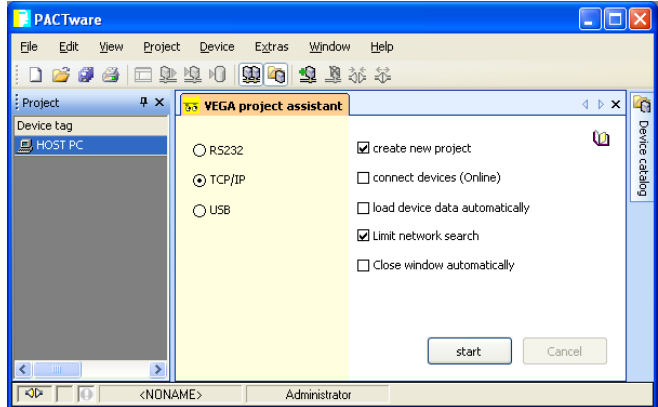 PACTware
File Edit View Project Device Extras Window Help
Project
VEGA project assistant
Device tag
HOST PC
Device catalog
RS232
TCP/IP
USB
create new project
connect devices (Online)
load device data automatically
Limit network search
Close window automatically
start Cancel
<NONAME> Administrator